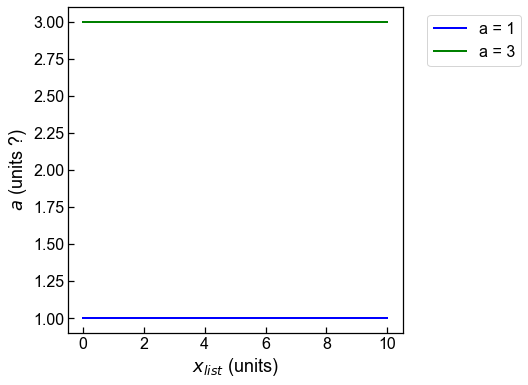 a = 1
a = 3
3.00
2.75
2.50
2.25
2.00
1.75
1.50
1.25
1.00
a (units ?)
0 2 4 6 8 10
x_list (units)